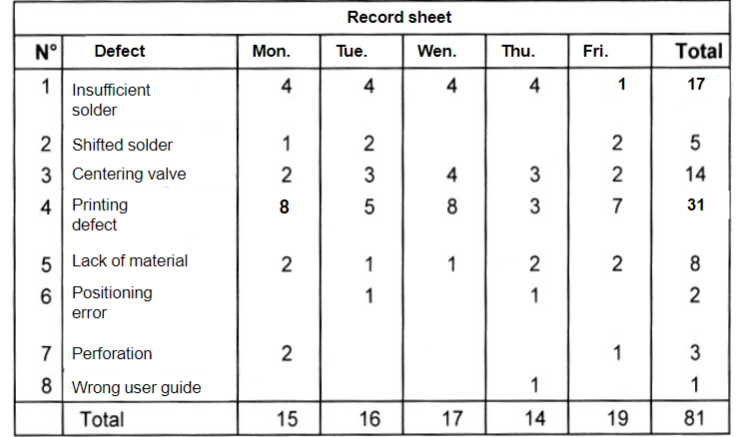 Record sheet
N° Defect Mon. Tue. Wen. Thu. Fri. Total
1 Insufficient solder 4 4 4 4 1 17
2 Shifted solder 1 2 2 5
3 Centering valve 2 3 4 3 2 14
4 Printing defect 8 5 8 3 7 31
5 Lack of material 2 1 1 2 2 8
6 Positioning error 1 1 2
7 Perforation 2 1 3
8 Wrong user guide 1 1
Total 15 16 17 14 19 81